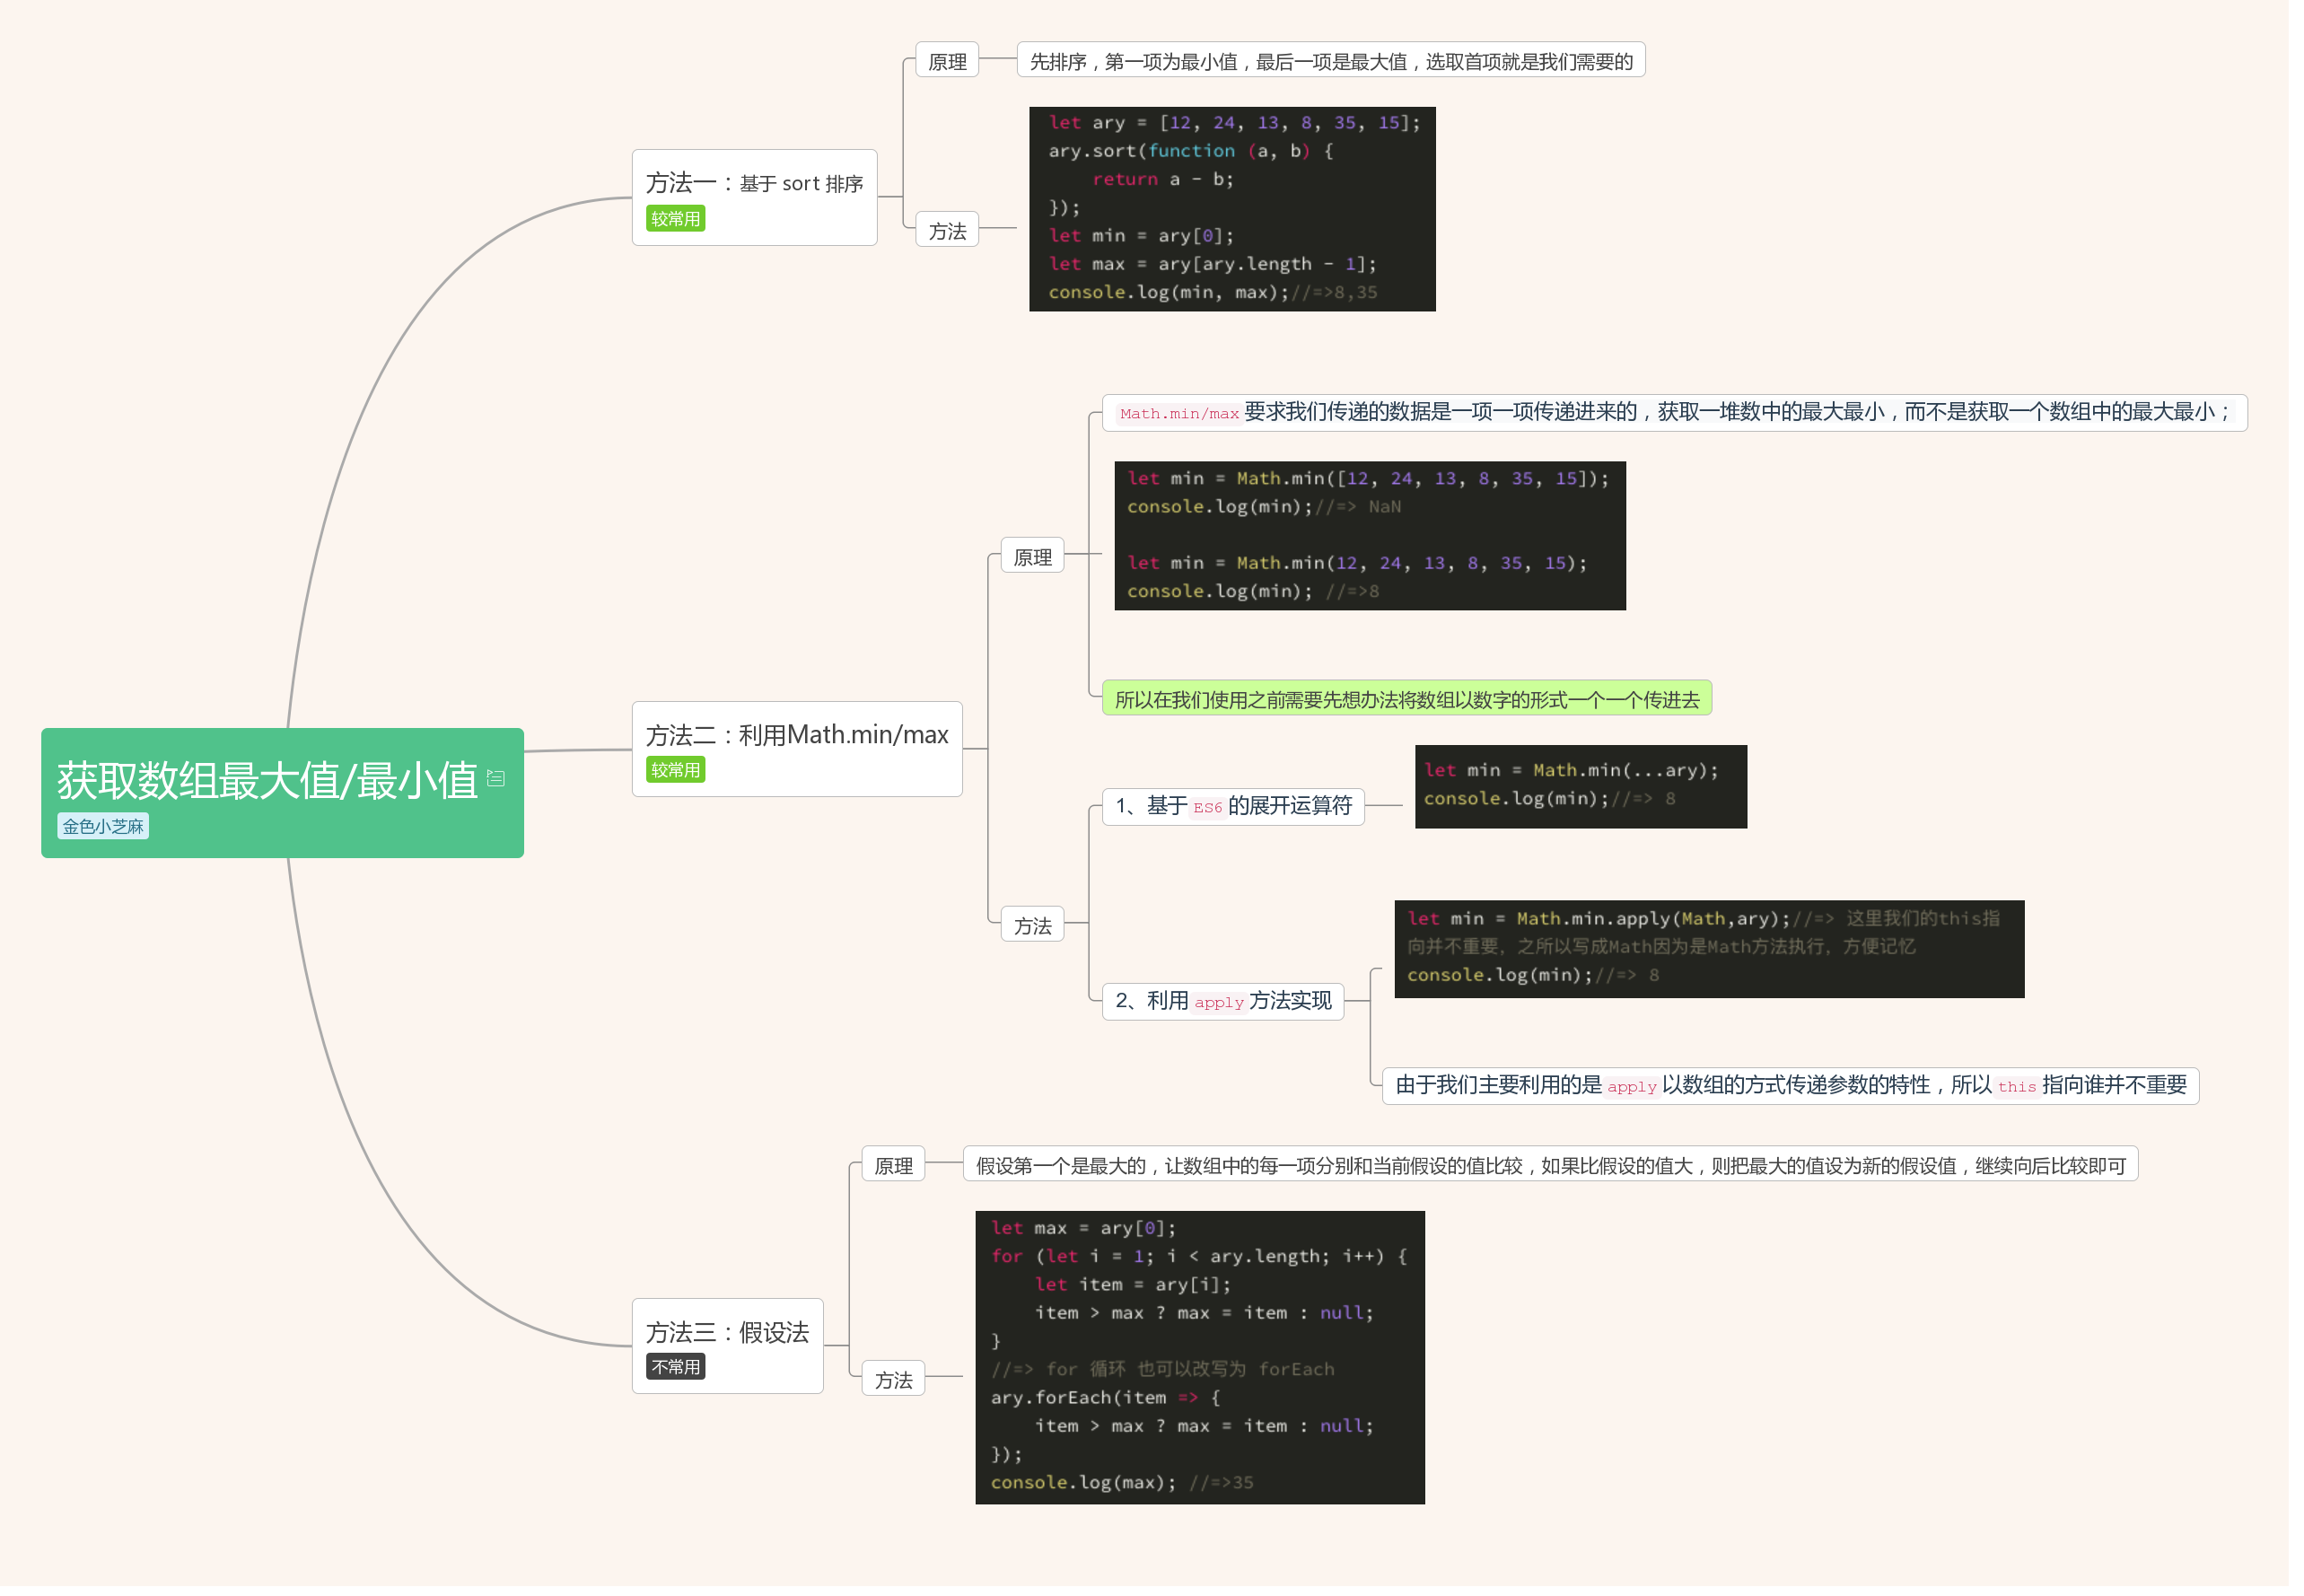 获取数组最大值/最小值
金色小芝麻
方法一：基于 sort 排序
较常用
原理
先排序，第一项为最小值，最后一项是最大值，选取首项就是我们需要的
方法
let ary = [12, 24, 13, 8, 35, 15];
ary.sort(function (a, b) {
    return a - b;
});
let min = ary[0];
let max = ary[ary.length - 1];
console.log(min, max);//=>8,35
方法二：利用Math.min/max
较常用
原理
Math.min/max要求我们传递的数据是一项一项传递进来的，获取一堆数中的最大最小，而不是获取一个数组中的最大最小；
let min = Math.min([12, 24, 13, 8, 35, 15]);
console.log(min);//=> NaN
let min = Math.min(12, 24, 13, 8, 35, 15);
console.log(min); //=>8
所以在我们使用之前需要先想办法将数组以数字的形式一个一个传进去
方法
1、基于ES6的展开运算符
let min = Math.min(...ary);
console.log(min);//=> 8
2、利用apply方法实现
let min = Math.min.apply(Math,ary);//=> 这里我们的this指
向并不重要，之所以写成Math因为是Math方法执行，方便记忆
console.log(min);//=> 8
由于我们主要利用的是apply以数组的方式传递参数的特性，所以this指向谁并不重要
方法三：假设法
不常用
原理
假设第一个是最大的，让数组中的每一项分别和当前假设的值比较，如果比假设的值大，则把最大的值设为新的假设值，继续向后比较即可
方法
let max = ary[0];
for (let i = 1; i < ary.length; i++) {
    let item = ary[i];
    item > max ? max = item : null;
}
//=> for 循环 也可以改写为 forEach
ary.forEach(item => {
    item > max ? max = item : null;
});
console.log(max); //=>35